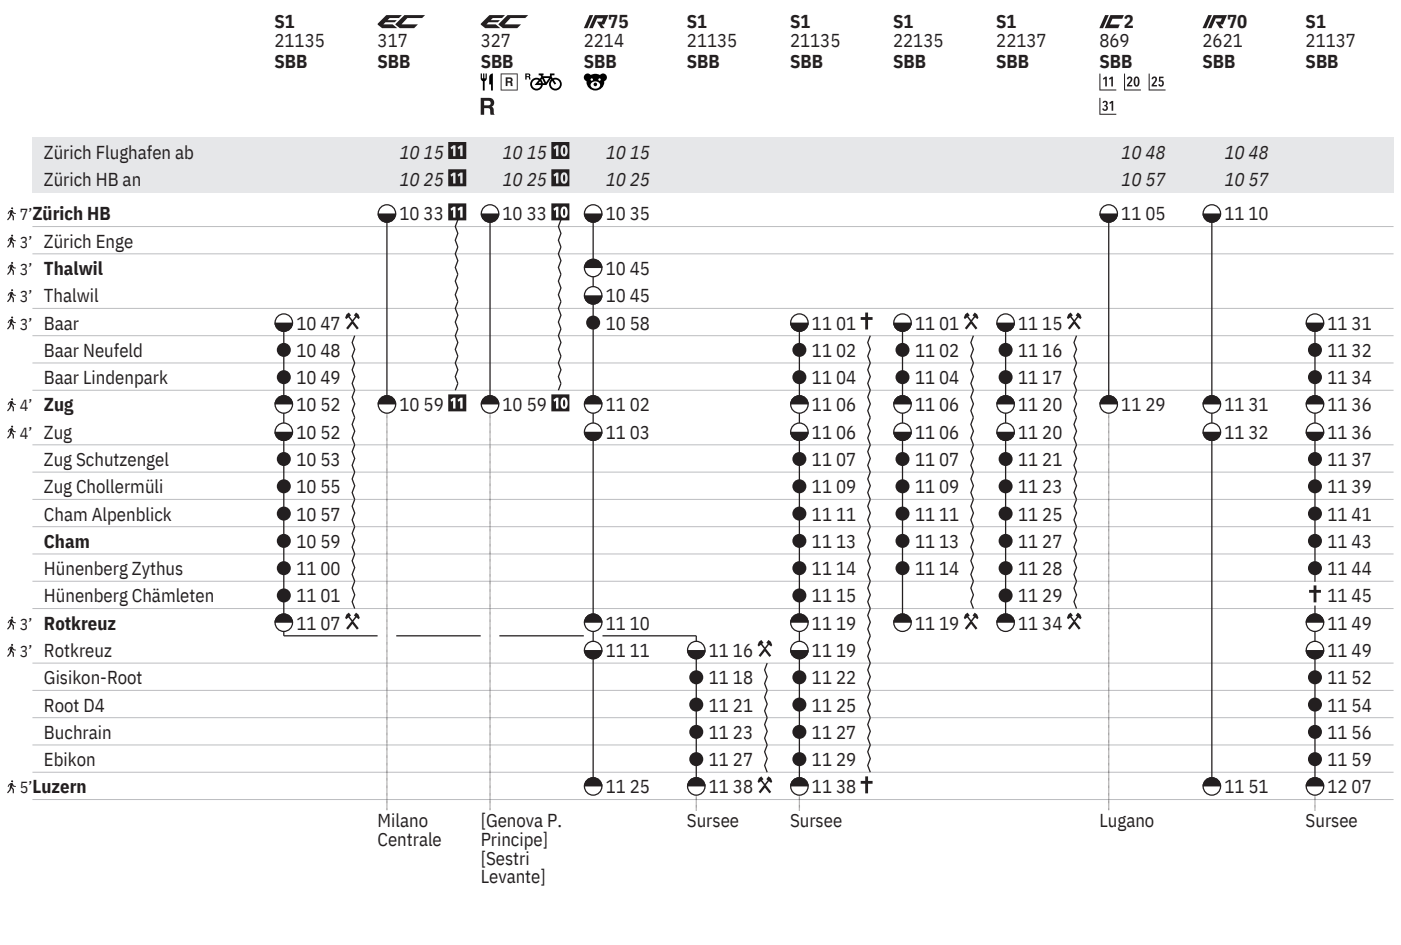 S1 EC EC IR75 S1 S1 S1 S1 IC2 IR70 S1
21135 317 327 2214 21135 21135 22135 22137 869 2621 21137
SBB SBB SBB SBB SBB SBB SBB SBB SBB SBB SBB
R R 11 20 25
R 31
Zürich Flughafen ab 10 15 11 10 15 10 10 15 10 48 10 48
Zürich HB an 10 25 11 10 25 10 10 25 10 57 10 57
7’ Zürich HB 10 33 11 10 33 10 10 35 11 05 11 10
3’ Zürich Enge
3’ Thalwil 10 45
3’ Thalwil 10 45
3’ Baar 10 47 10 58 11 01 † 11 01 11 15 11 31
Baar Neufeld 10 48 11 02 11 02 11 16 11 32
Baar Lindenpark 10 49 11 04 11 04 11 17 11 34
4’ Zug 10 52 10 59 11 10 59 10 11 02 11 06 11 06 11 20 11 29 11 31 11 36
4’ Zug 10 52 11 03 11 06 11 06 11 20 11 32 11 36
Zug Schutzengel 10 53 11 07 11 07 11 21 11 37
Zug Chollermüli 10 55 11 09 11 09 11 23 11 39
Cham Alpenblick 10 57 11 11 11 11 11 25 11 41
Cham 10 59 11 13 11 13 11 27 11 43
Hünenberg Zythus 11 00 11 14 11 14 11 28 11 44
Hünenberg Chämleten 11 01 11 15 11 29 † 11 45
3’ Rotkreuz 11 07 11 10 11 19 11 19 11 34 11 49
3’ Rotkreuz 11 11 11 16 11 19 11 49
Gisikon-Root 11 18 11 22 11 52
Root D4 11 21 11 25 11 54
Buchrain 11 23 11 27 11 56
Ebikon 11 27 11 29 11 59
5’ Luzern 11 25 11 38 11 38 † 11 51 12 07
Milano [Genova P. Sursee Sursee Lugano Sursee
Centrale Principe]
[Sestri
Levante]